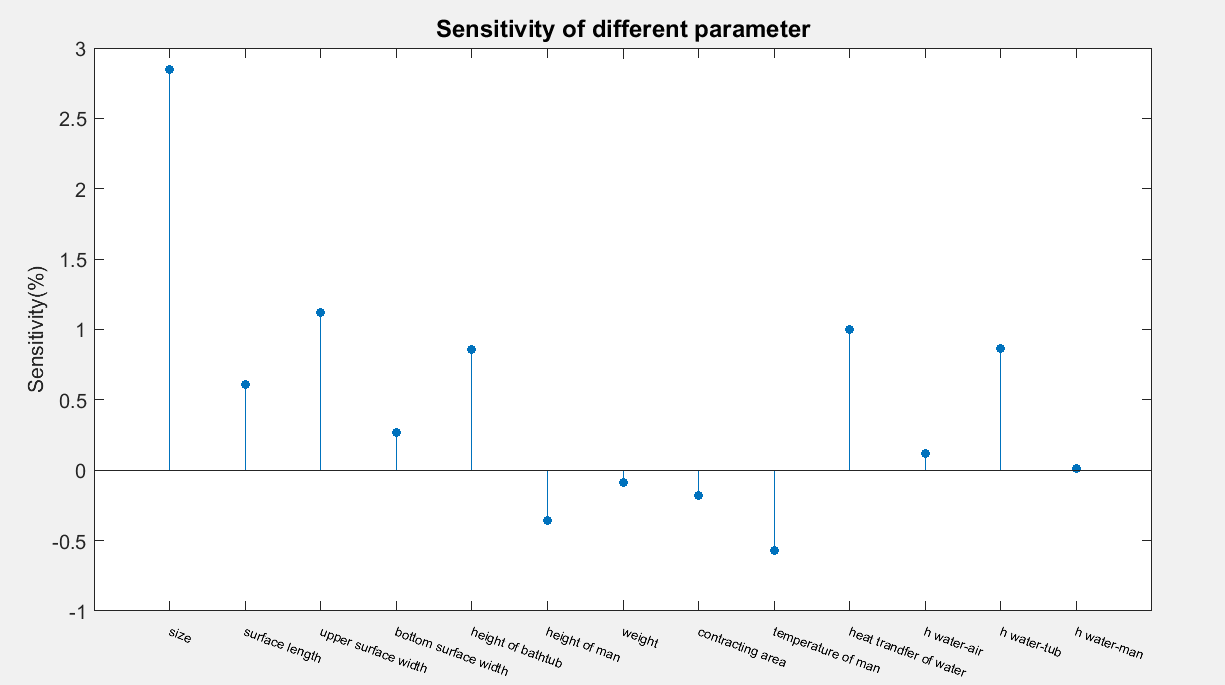 Sensitivity of different parameter
3
2.5
2
1.5
1
0.5
0
-0.5
-1
Sensitivity(%)
size
surface length
upper surface width
bottom surface width
height of bathtub
height of man
weight
contracting area
temperature of man
heat trandfer of water
h water-air
h water-tub
h water-man